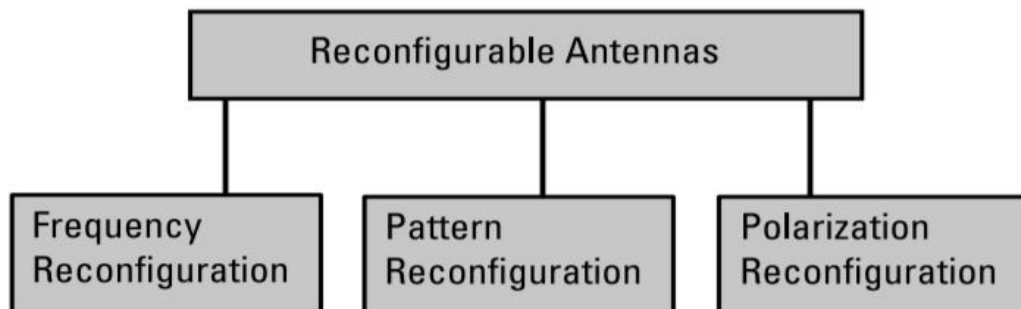 Reconfigurable Antennas
Frequency
Reconfiguration
Pattern
Reconfiguration
Polarization
Reconfiguration